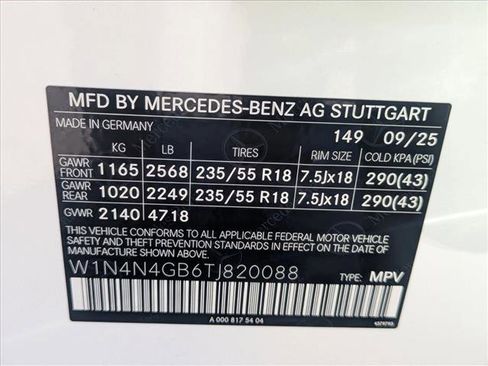 MFD BY MERCEDES-BENZ AG STUTTGART
MADE IN GERMANY 149 09/25
KG LB TIRES RIM SIZE COLD KPA (PSI)
GAWR FRONT 1165 2568 235/55 R18 7.5Jx18 290(43)
GAWR REAR 1020 2249 235/55 R18 7.5Jx18 290(43)
GVWR 2140 4718
THIS VEHICLE CONFORMS TO ALL APPLICABLE FEDERAL MOTOR VEHICLE
SAFETY, BUMPER, AND THEFT PREVENTION STANDARDS IN EFFECT ON THE DATE
OF MANUFACTURE SHOWN ABOVE.
W1N4N4GB6TJ820088 TYPE: MPV
A 000 817 54 04